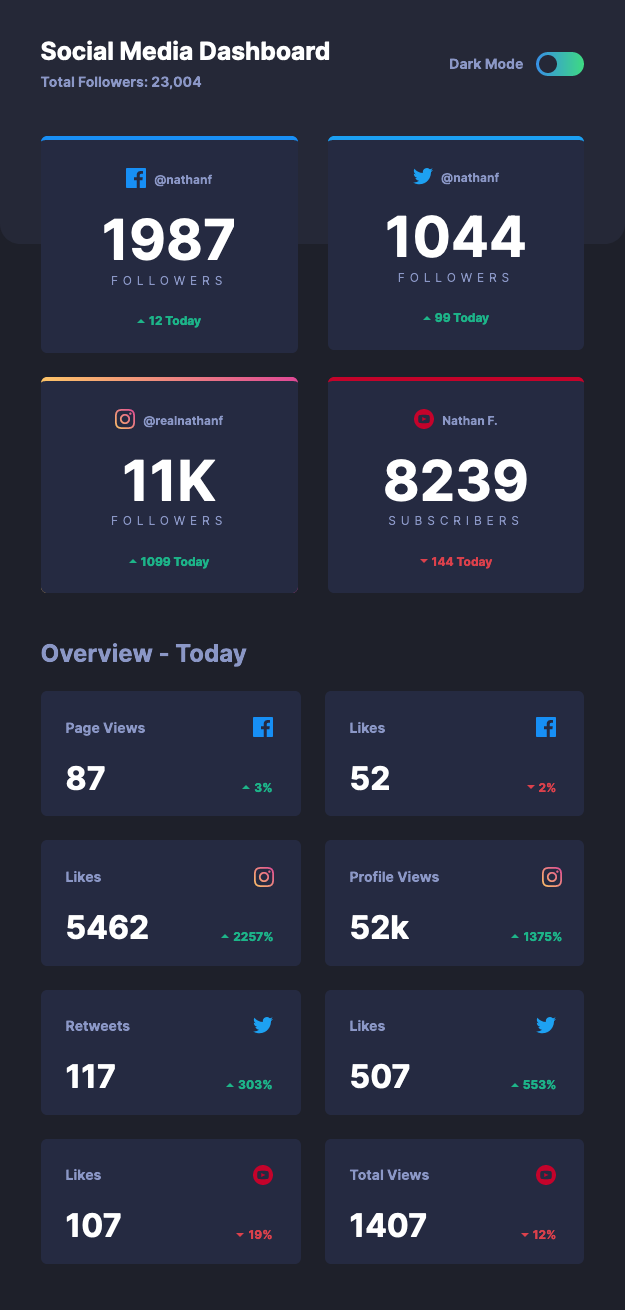 Social Media Dashboard
Total Followers: 23,004
Dark Mode
@nathanf
1987
FOLLOWERS
12 Today
@nathanf
1044
FOLLOWERS
99 Today
@realnathanf
11K
FOLLOWERS
1099 Today
Nathan F.
8239
SUBSCRIBERS
144 Today
Overview - Today
Page Views
87
3%
Likes
52
2%
Likes
5462
2257%
Profile Views
52k
1375%
Retweets
117
303%
Likes
507
553%
Likes
107
19%
Total Views
1407
12%